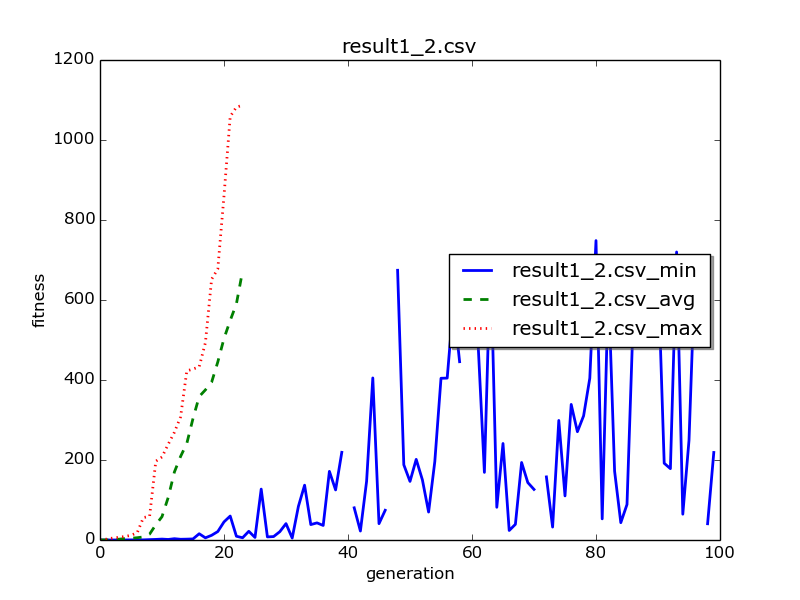 result1_2.csv
1200
1000
800
600
400
200
0
fitness
result1_2.csv_min
result1_2.csv_avg
result1_2.csv_max
0 20 40 60 80 100
generation